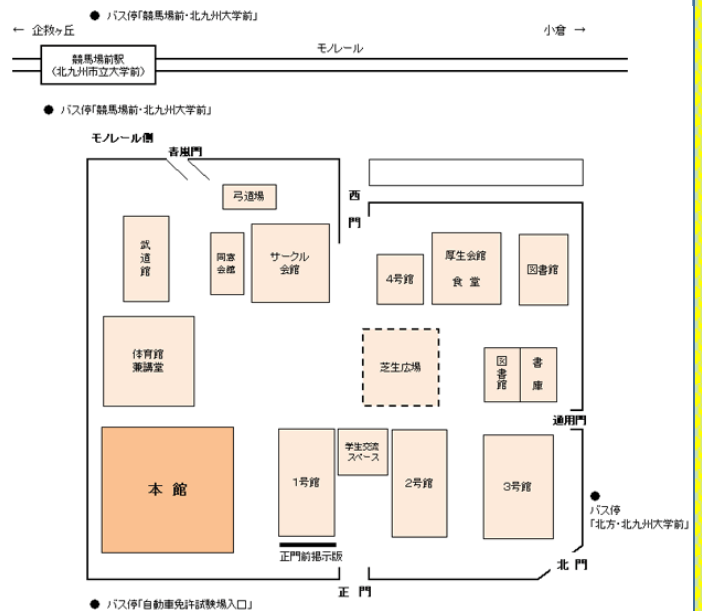 ● バス停「競馬場前・北九州大学前」
← 企救ヶ丘
小倉 →
モノレール
競馬場前駅
(北九州市立大学前)
● バス停「競馬場前・北九州大学前」
モノレール側
青嵐門
西
門
弓道場
武
道
館
同窓
会館
サークル
会館
4号館
厚生会館
食 堂
図書館
体育館
兼講堂
芝生広場
図
書
館
書
庫
通用門
本 館
1号館
学生交流
スペース
2号館
3号館
●
バス停
「北方・北九州大学前」
正門前掲示版
北 門
正 門
● バス停「自動車免許試験場入口」